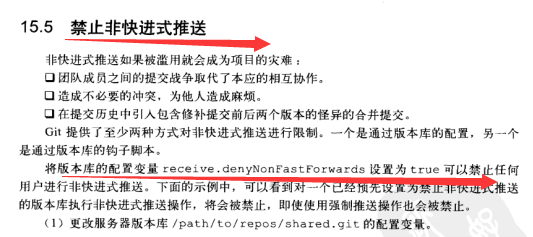 15.5 禁止非快进式推送
非快进式推送如果被滥用就会成为项目的灾难：
❑团队成员之间的提交战争取代了本应的相互协作。
❑造成不必要的冲突，为他人造成麻烦。
❑在提交历史中引入包含修补提交前后两个版本的怪异的合并提交。
Git 提供了至少两种方式对非快进式推送进行限制。一个是通过版本库的配置，另一个
是通过版本库的钩子脚本。
将版本库的配置变量 receive.denyNonFastForwards 设置为 true 可以禁止任何
用户进行非快进式推送。下面的示例中，可以看到对一个已经预先设置为禁止非快进式推送
的版本库执行非快进式推送操作，将会被禁止，即使使用强制推送操作也会被禁止。
（1）更改服务器版本库 /path/to/repos/shared.git 的配置变量。